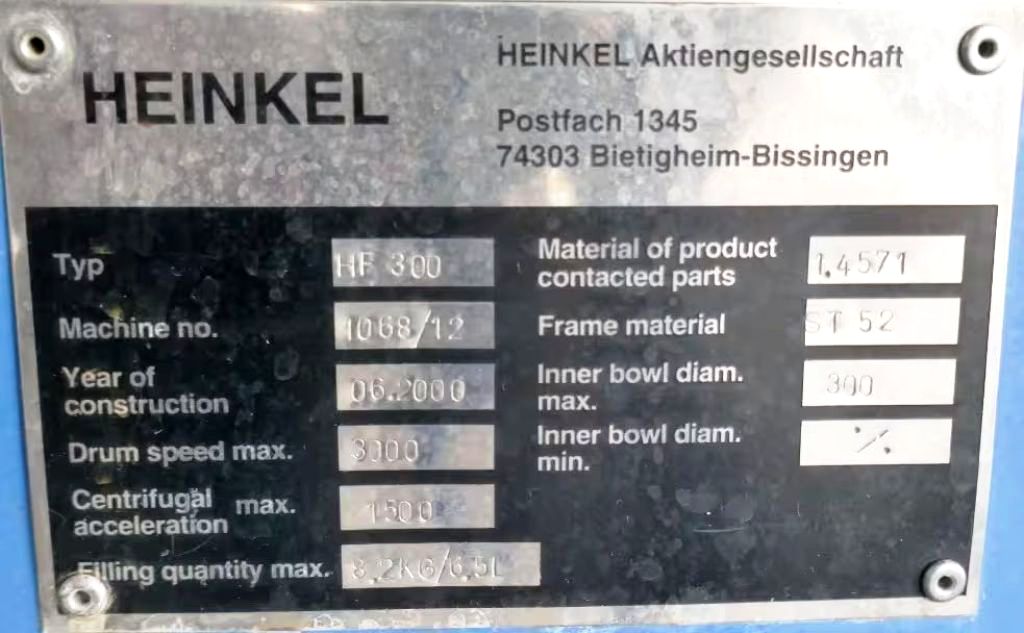 HEINKEL
HEINKEL Aktiengesellschaft
Postfach 1345
74303 Bietigheim-Bissingen
Typ HF 300
Machine no. 1068/12
Year of
construction 06.2000
Drum speed max. 3000
Centrifugal max.
acceleration 1500
Filling quantity max. 8.2KG/6.5L
Material of product
contacted parts 1.4571
Frame material ST 52
Inner bowl diam.
max. 300
Inner bowl diam.
min. ·/.